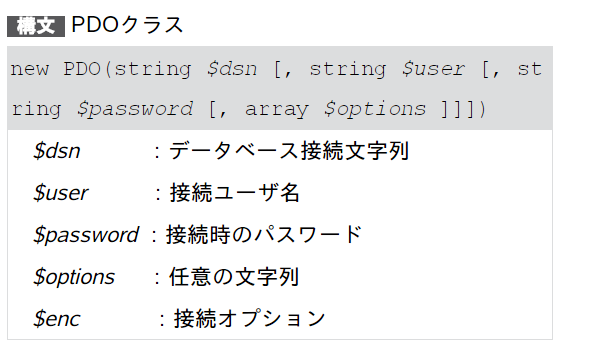 構文 PDOクラス
new PDO(string $dsn [, string $user [, st
ring $password [, array $options ]]])
$dsn : データベース接続文字列
$user : 接続ユーザ名
$password : 接続時のパスワード
$options : 任意の文字列
$enc : 接続オプション